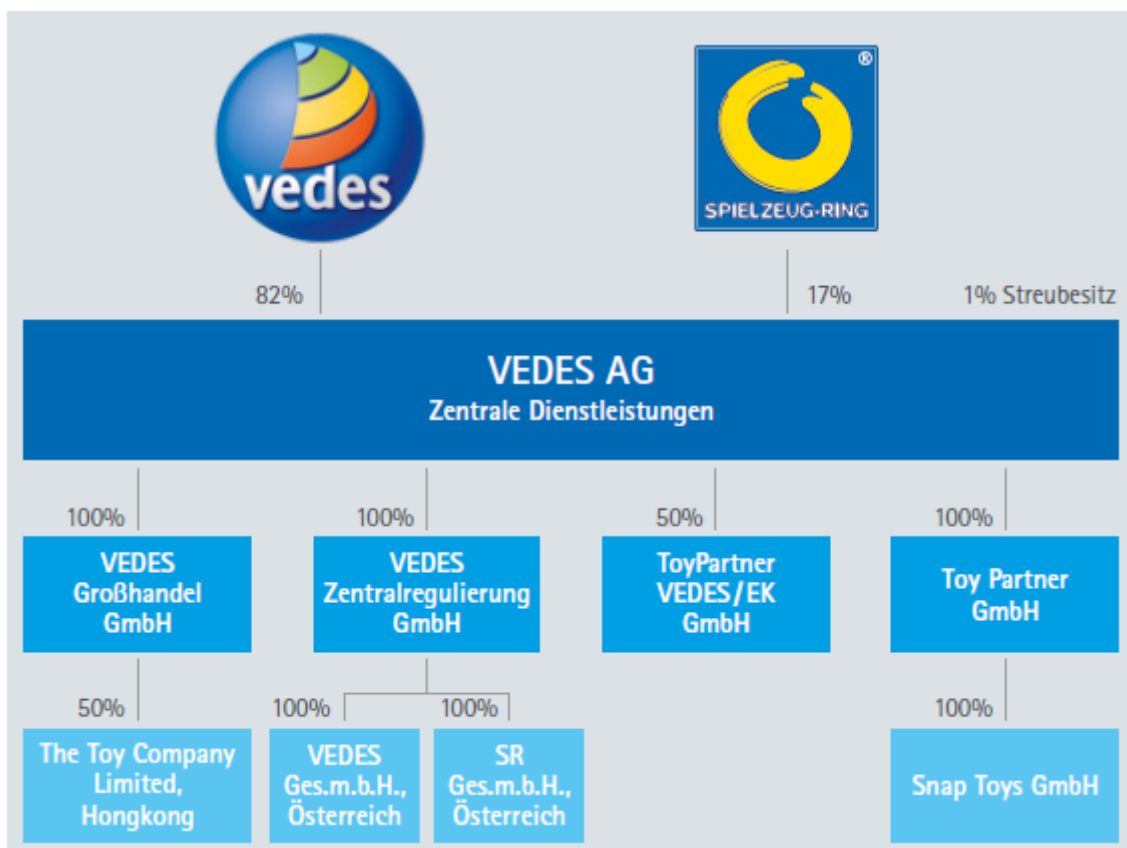 vedes
®
SPIELZEUG-RING
82%
17%
1% Streubesitz
VEDES AG
Zentrale Dienstleistungen
100%
100%
50%
100%
VEDES
Großhandel
GmbH
VEDES
Zentralregulierung
GmbH
ToyPartner
VEDES/EK
GmbH
Toy Partner
GmbH
50%
100%
100%
100%
The Toy Company
Limited,
Hongkong
VEDES
Ges.m.b.H.,
Österreich
SR
Ges.m.b.H.,
Österreich
Snap Toys GmbH